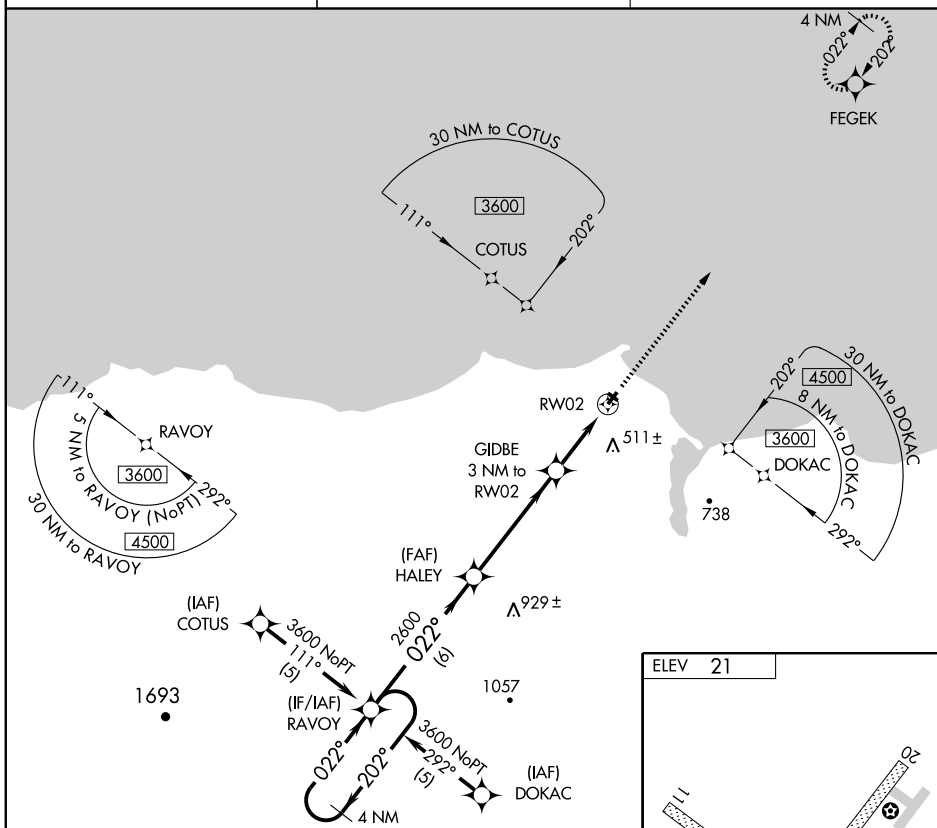 4 NM
022°
202°
FEGEK
30 NM to COTUS
3600
111°
202°
COTUS
111°
RAVOY
5 NM to RAVOY (NoPT)
3600
292°
30 NM to RAVOY
4500
RW02
511±
GIDBE
3 NM to
RW02
202°
30 NM to DOKAC
4500
8 NM to DOKAC
3600
DOKAC
292°
738
(FAF)
HALEY
929±
(IAF)
COTUS
3600 NoPT
111°
(5)
2600
022°
(6)
1693
(IF/IAF)
RAVOY
1057
022°
202°
4 NM
3600 NoPT
292°
(5)
(IAF)
DOKAC
ELEV 21
11
20